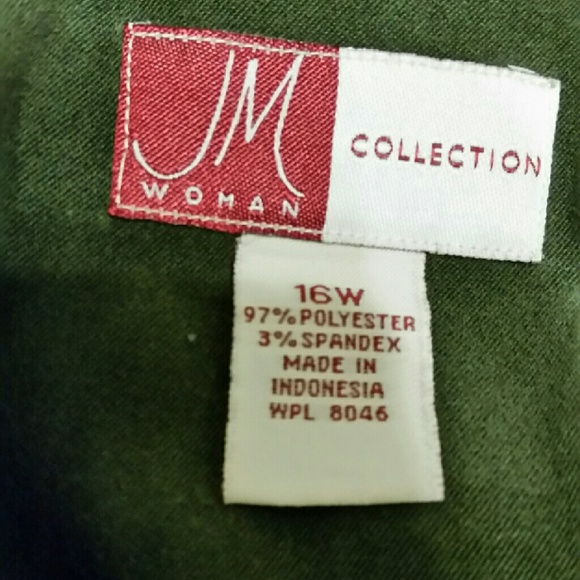 JM
WOMAN
COLLECTION
16W
97% POLYESTER
3% SPANDEX
MADE IN
INDONESIA
WPL 8046